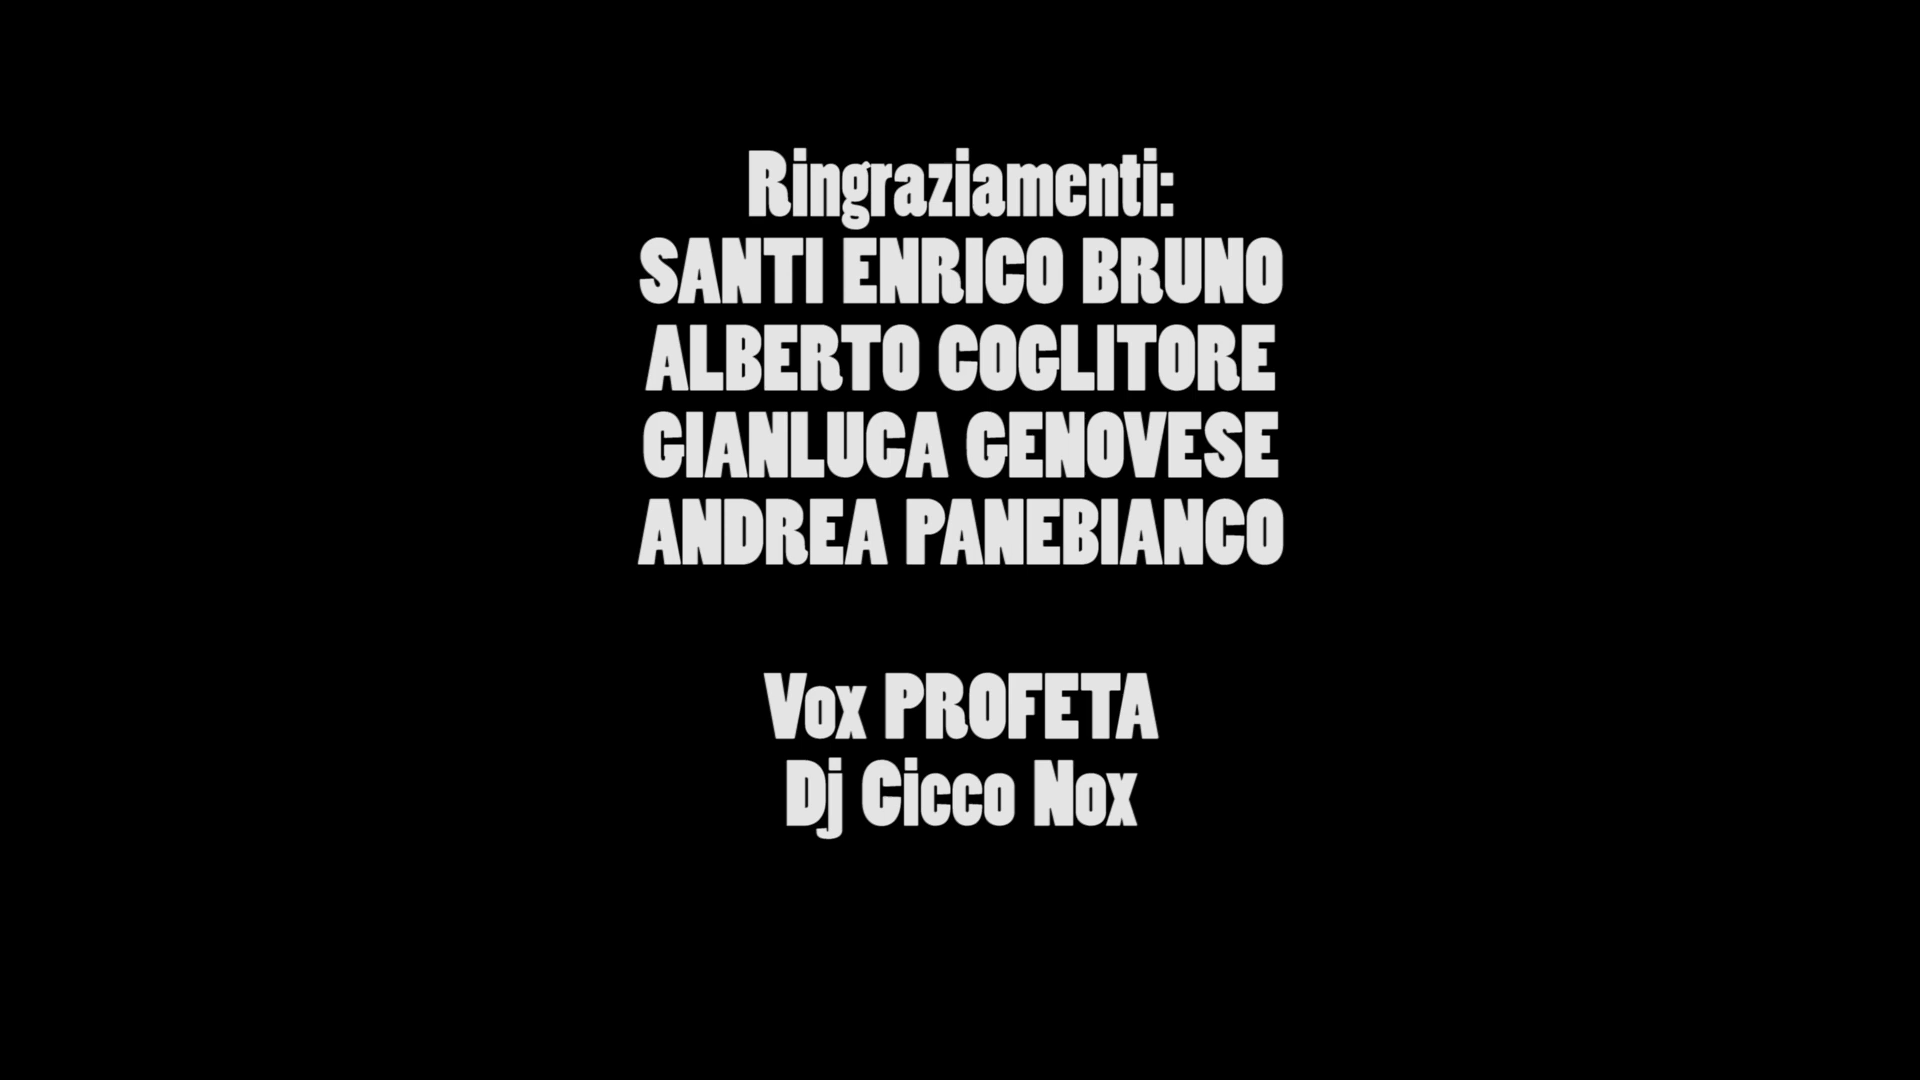 Ringraziamenti:
SANTI ENRICO BRUNO
ALBERTO COGLITORE
GIANLUCA GENOVESE
ANDREA PANEBIANCO
Vox PROFETA
Dj Cicco Nox